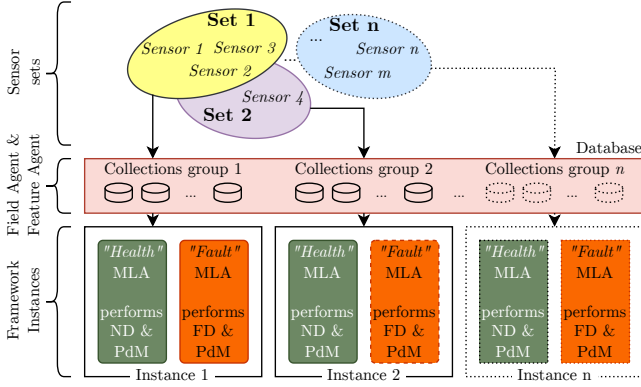 Sensor
sets
Set 1
Sensor 1 Sensor 3
Sensor 2
...
...
Set n
Sensor n
Sensor m
Sensor 4
Set 2
Database
Field Agent &
Feature Agent
Collections group 1
...
Collections group 2
...
...
Collections group n
...
Framework
Instances
"Health"
MLA
performs
ND &
PdM
"Fault"
MLA
performs
FD &
PdM
Instance 1
"Health"
MLA
performs
ND &
PdM
"Fault"
MLA
performs
FD &
PdM
Instance 2
"Health"
MLA
performs
ND &
PdM
"Fault"
MLA
performs
FD &
PdM
Instance n